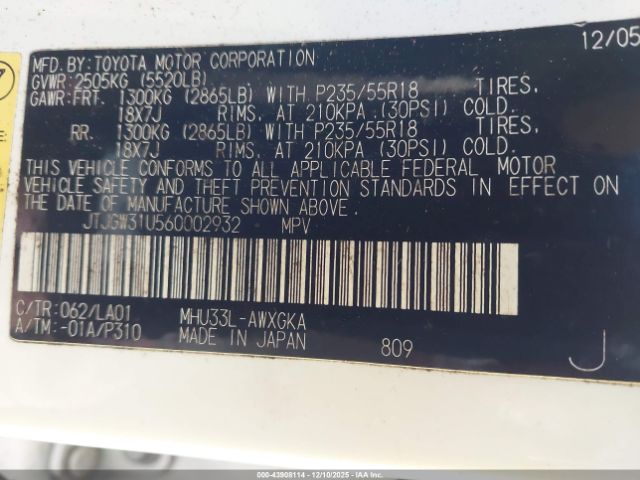 12/05
MFD.BY:TOYOTA MOTOR CORPORATION
GVWR:2505KG (5520LB)
GAWR:FRT. 1300KG (2865LB) WITH P235/55R18 TIRES,
18X7J RIMS, AT 210KPA (30PSI) COLD.
RR. 1300KG (2865LB) WITH P235/55R18 TIRES,
18X7J RIMS, AT 210KPA (30PSI) COLD.
THIS VEHICLE CONFORMS TO ALL APPLICABLE FEDERAL MOTOR
VEHICLE SAFETY AND THEFT PREVENTION STANDARDS IN EFFECT ON
THE DATE OF MANUFACTURE SHOWN ABOVE.
JTJGW31U560002932 MPV
C/TR:062/LA01 MHU33L-AWXGKA
A/TM:-01A/P310 MADE IN JAPAN 809 J
000-43908114 - 12/10/2025 - IAAI.COM